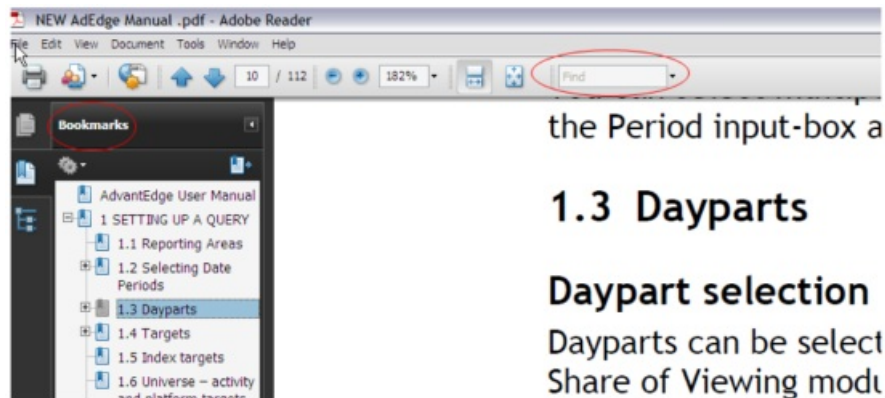 NEW AdEdge Manual .pdf - Adobe Reader
File Edit View Document Tools Window Help
10 / 112 182% Find
Bookmarks
the Period input-box a
AdvantEdge User Manual
1 SETTING UP A QUERY
1.1 Reporting Areas
1.2 Selecting Date
Periods
1.3 Dayparts
1.4 Targets
1.5 Index targets
1.6 Universe – activity
and platform targets
1.3 Dayparts
Daypart selection
Dayparts can be select
Share of Viewing modu